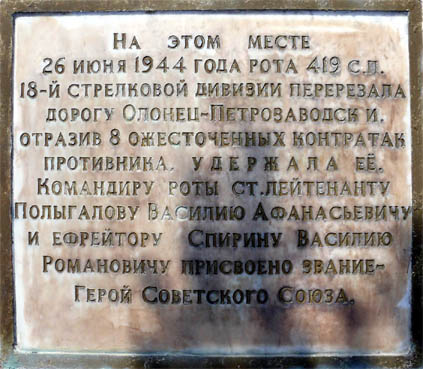 На этом месте
26 июня 1944 года рота 419 с.п.
18-й стрелковой дивизии перерезала
дорогу Олонец-Петрозаводск и,
отразив 8 ожесточенных контратак
противника, удержала её.
Командиру роты ст.лейтенанту
Полыгалову Василию Афанасьевичу
и ефрейтору Спирину Василию
Романовичу присвоено звание-
Герой Советского Союза.